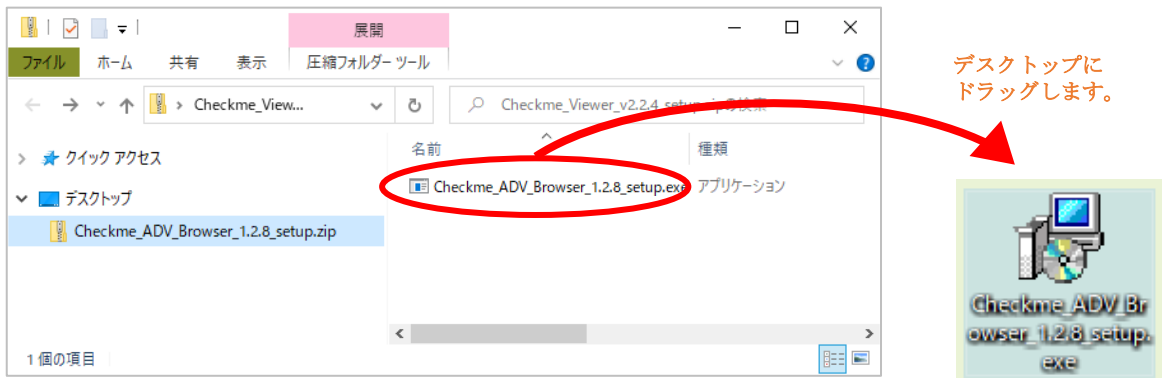 展開
ファイル ホーム 共有 表示 圧縮フォルダー ツール
Checkme_View...
Checkme_Viewer_v2.2.4_setup.zipの検索
クイック アクセス
デスクトップ
Checkme_ADV_Browser_1.2.8_setup.zip
名前 種類
Checkme_ADV_Browser_1.2.8_setup.exe アプリケーション
1 個の項目
デスクトップに
ドラッグします。
Checkme_ADV_Br
owser_1.2.8_setup.
exe